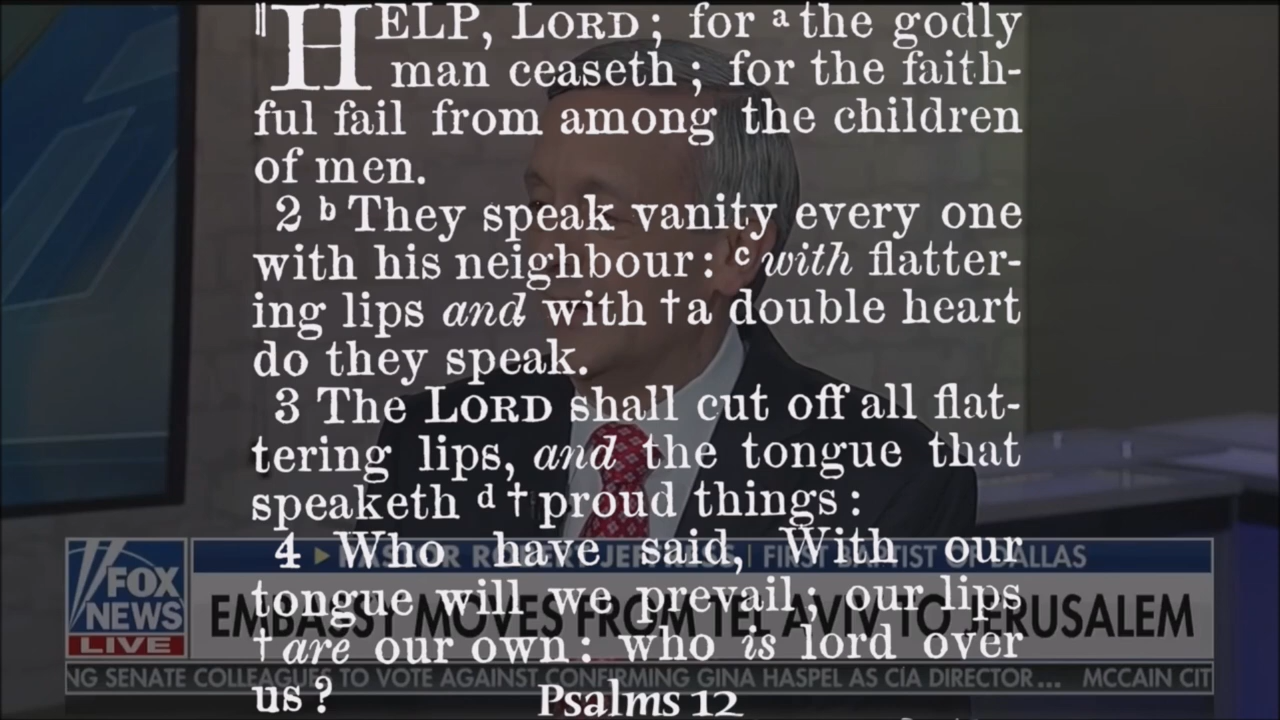 ‖HELP, LORD; for ᵃ the godly
man ceaseth; for the faith-
ful fail from among the children
of men.
2 ᵇ They speak vanity every one
with his neighbour: ᶜ with flatter-
ing lips and with † a double heart
do they speak.
3 The LORD shall cut off all flat-
tering lips, and the tongue that
speaketh ᵈ † proud things:
4 Who have said, With our
tongue will we prevail; our lips
† are our own: who is lord over
us?
Psalms 12
PASTOR ROBERT JEFFRESS | FIRST BAPTIST OF DALLAS
FOX
NEWS
LIVE
EMBASSY MOVES FROM TEL AVIV TO JERUSALEM
NG SENATE COLLEAGUES TO VOTE AGAINST CONFIRMING GINA HASPEL AS CIA DIRECTOR... MCCAIN CIT